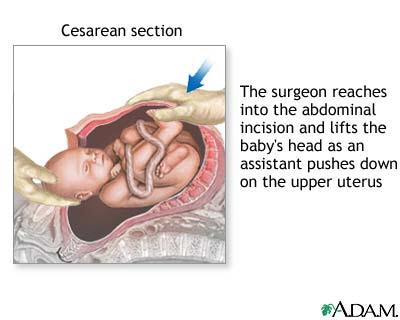 Cesarean section
The surgeon reaches
into the abdominal
incision and lifts the
baby's head as an
assistant pushes down
on the upper uterus
ADAM.